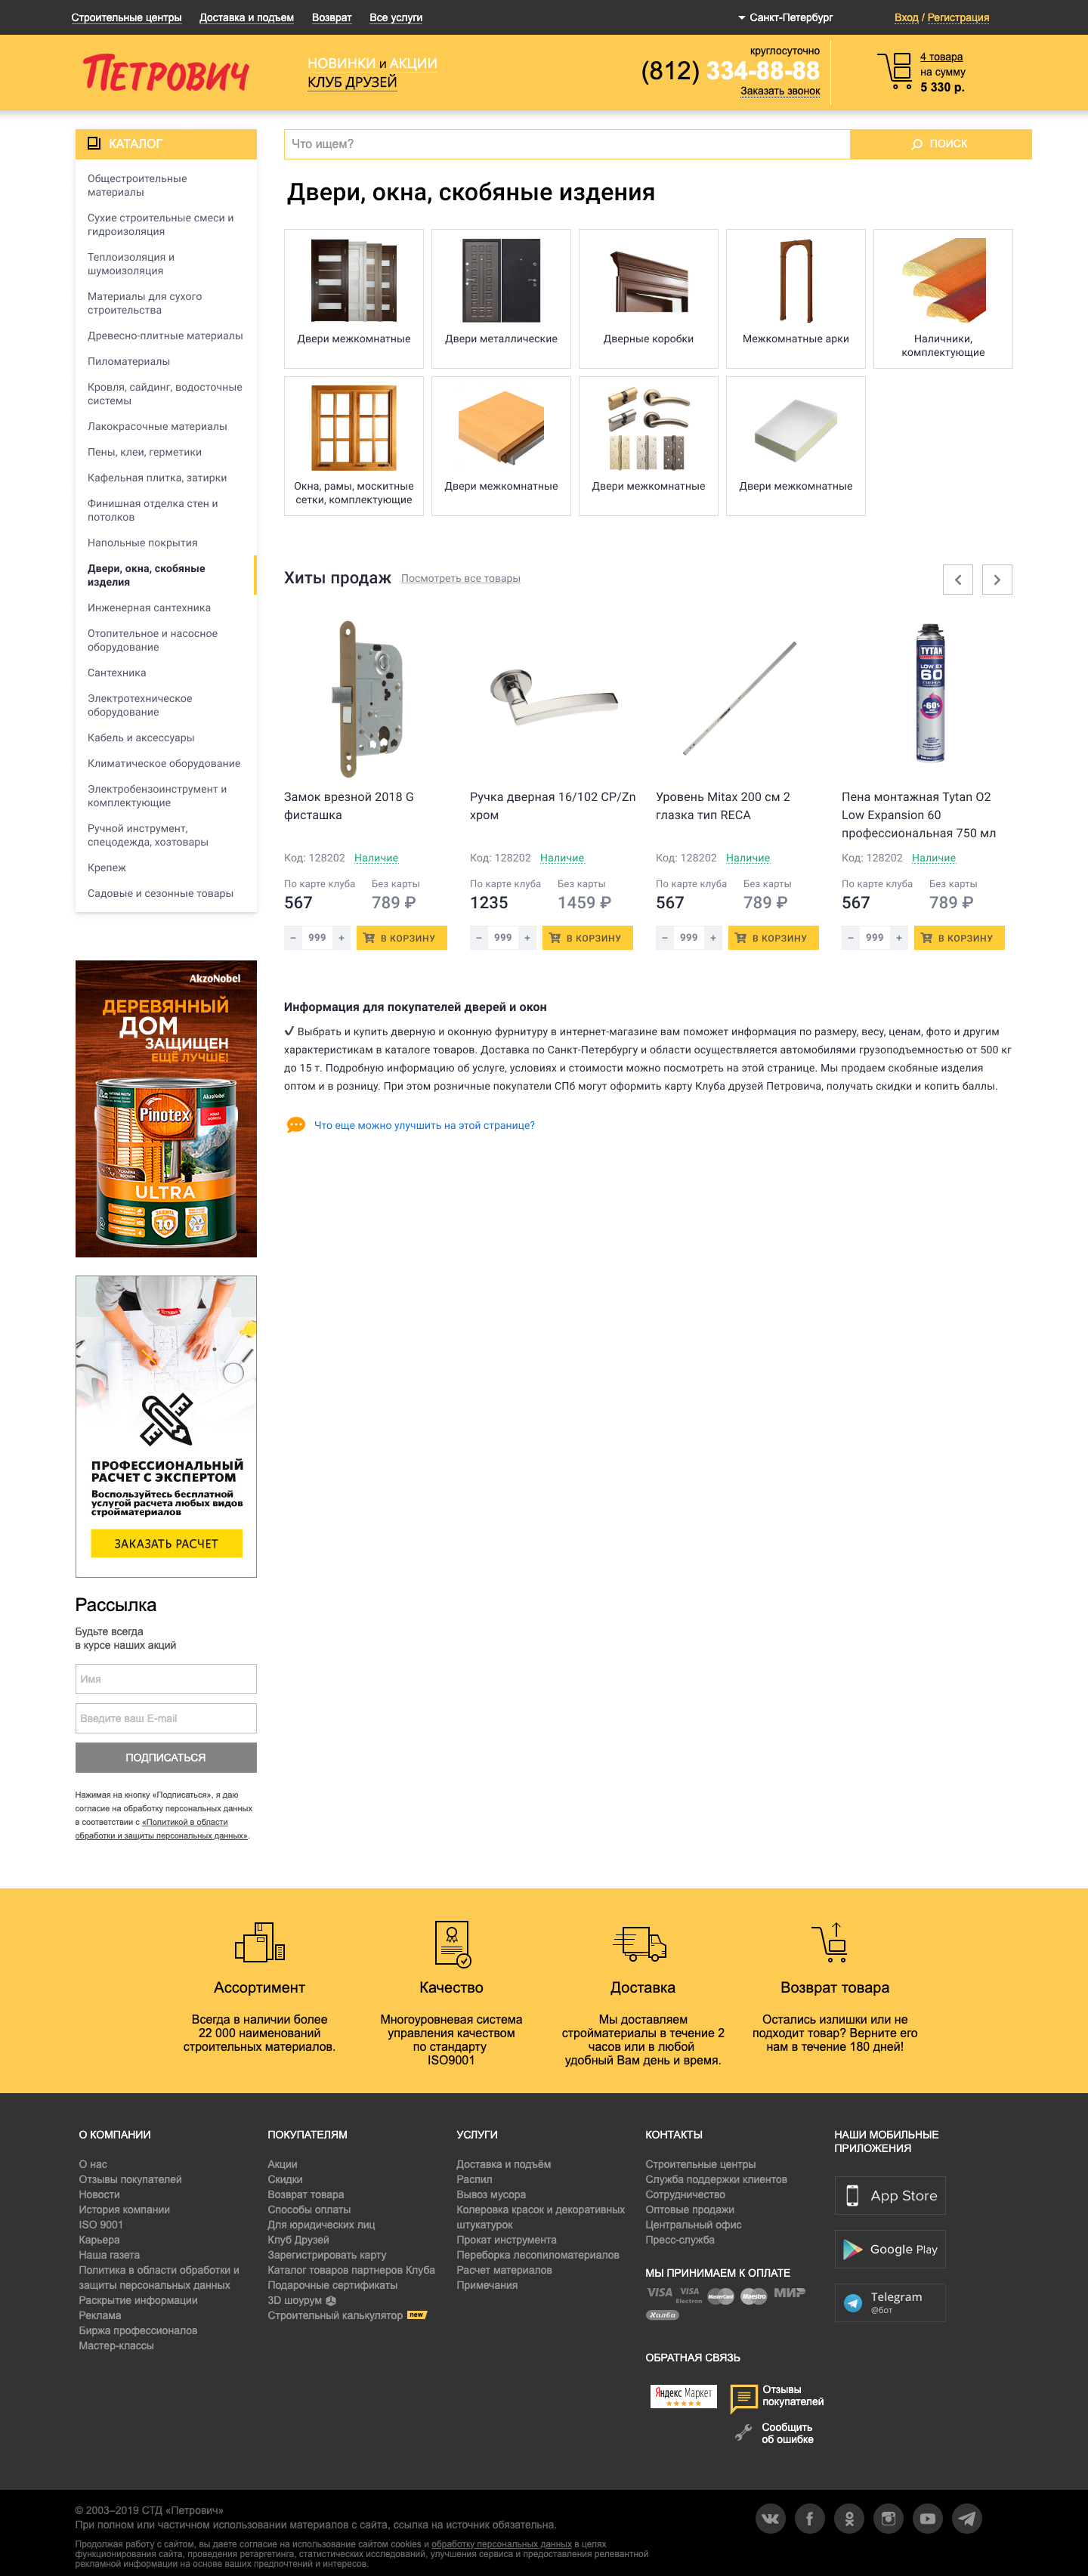 Строительные центры Доставка и подъем Возврат Все услуги Санкт-Петербург Вход / Регистрация
Петрович
НОВИНКИ и АКЦИИ
КЛУБ ДРУЗЕЙ
круглосуточно
(812) 334-88-88
Заказать звонок
4 товара
на сумму
5 330 р.
КАТАЛОГ
Общестроительные
материалы
Сухие строительные смеси и
гидроизоляция
Теплоизоляция и
шумоизоляция
Материалы для сухого
строительства
Древесно-плитные материалы
Пиломатериалы
Кровля, сайдинг, водосточные
системы
Лакокрасочные материалы
Пены, клеи, герметики
Кафельная плитка, затирки
Финишная отделка стен и
потолков
Напольные покрытия
Двери, окна, скобяные
изделия
Инженерная сантехника
Отопительное и насосное
оборудование
Сантехника
Электротехническое
оборудование
Кабель и аксессуары
Климатическое оборудование
Электробензоинструмент и
комплектующие
Ручной инструмент,
спецодежда, хозтовары
Крепеж
Садовые и сезонные товары
Что ищем? ПОИСК
Двери, окна, скобяные изделия
Двери межкомнатные
Двери металлические
Дверные коробки
Межкомнатные арки
Наличники,
комплектующие
Окна, рамы, москитные
сетки, комплектующие
Двери межкомнатные
Двери межкомнатные
Двери межкомнатные
Хиты продаж Посмотреть все товары
TYTAN
LOW EX
60
-60%
Замок врезной 2018 G
фисташка
Код: 128202 Наличие
По карте клуба Без карты
567 789 ₽
− 999 + В КОРЗИНУ
Ручка дверная 16/102 CP/Zn
хром
Код: 128202 Наличие
По карте клуба Без карты
1235 1459 ₽
− 999 + В КОРЗИНУ
Уровень Mitax 200 см 2
глазка тип RECA
Код: 128202 Наличие
По карте клуба Без карты
567 789 ₽
− 999 + В КОРЗИНУ
Пена монтажная Tytan О2
Low Expansion 60
профессиональная 750 мл
Код: 128202 Наличие
По карте клуба Без карты
567 789 ₽
− 999 + В КОРЗИНУ
Информация для покупателей дверей и окон
✔ Выбрать и купить дверную и оконную фурнитуру в интернет-магазине вам поможет информация по размеру, весу, ценам, фото и другим
характеристикам в каталоге товаров. Доставка по Санкт-Петербургу и области осуществляется автомобилями грузоподъемностью от 500 кг
до 15 т. Подробную информацию об услуге, условиях и стоимости можно посмотреть на этой странице. Мы продаем скобяные изделия
оптом и в розницу. При этом розничные покупатели СПб могут оформить карту Клуба друзей Петровича, получать скидки и копить баллы.
Что еще можно улучшить на этой странице?
AkzoNobel
ДЕРЕВЯННЫЙ
ДОМ
ЗАЩИЩЕН
ЕЩЁ ЛУЧШЕ!
AkzoNobel
Pinotex
ULTRA
10
Петрович
ПРОФЕССИОНАЛЬНЫЙ
РАСЧЕТ С ЭКСПЕРТОМ
Воспользуйтесь бесплатной
услугой расчета любых видов
стройматериалов
ЗАКАЗАТЬ РАСЧЕТ
Рассылка
Будьте всегда
в курсе наших акций
Имя
Введите ваш E-mail
ПОДПИСАТЬСЯ
Нажимая на кнопку «Подписаться», я даю
согласие на обработку персональных данных
в соответствии с «Политикой в области
обработки и защиты персональных данных».
Ассортимент
Всегда в наличии более
22 000 наименований
строительных материалов.
Качество
Многоуровневая система
управления качеством
по стандарту
ISO9001
Доставка
Мы доставляем
стройматериалы в течение 2
часов или в любой
удобный Вам день и время.
Возврат товара
Остались излишки или не
подходит товар? Верните его
нам в течение 180 дней!
О КОМПАНИИ
О нас
Отзывы покупателей
Новости
История компании
ISO 9001
Карьера
Наша газета
Политика в области обработки и
защиты персональных данных
Раскрытие информации
Реклама
Биржа профессионалов
Мастер-классы
ПОКУПАТЕЛЯМ
Акции
Скидки
Возврат товара
Способы оплаты
Для юридических лиц
Клуб Друзей
Зарегистрировать карту
Каталог товаров партнеров Клуба
Подарочные сертификаты
3D шоурум
Строительный калькулятор new
УСЛУГИ
Доставка и подъём
Распил
Вывоз мусора
Колеровка красок и декоративных
штукатурок
Прокат инструмента
Переборка лесопиломатериалов
Расчет материалов
Примечания
КОНТАКТЫ
Строительные центры
Служба поддержки клиентов
Сотрудничество
Оптовые продажи
Центральный офис
Пресс-служба
МЫ ПРИНИМАЕМ К ОПЛАТЕ
VISA VISA Electron MasterCard Maestro МИР
Халва
ОБРАТНАЯ СВЯЗЬ
Яндекс Маркет
Отзывы
покупателей
Сообщить
об ошибке
НАШИ МОБИЛЬНЫЕ
ПРИЛОЖЕНИЯ
App Store
Google Play
Telegram
@бот
© 2003–2019 СТД «Петрович»
При полном или частичном использовании материалов с сайта, ссылка на источник обязательна.
Продолжая работу с сайтом, вы даете согласие на использование сайтом cookies и обработку персональных данных в целях
функционирования сайта, проведения ретаргетинга, статистических исследований, улучшения сервиса и предоставления релевантной
рекламной информации на основе ваших предпочтений и интересов.